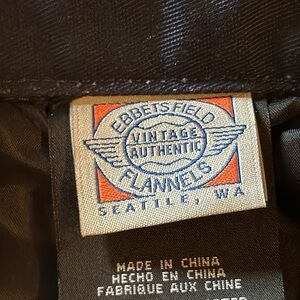 EBBETS FIELD
VINTAGE
AUTHENTIC
FLANNELS
SEATTLE, WA
MADE IN CHINA
HECHO EN CHINA
FABRIQUE AUX CHINE